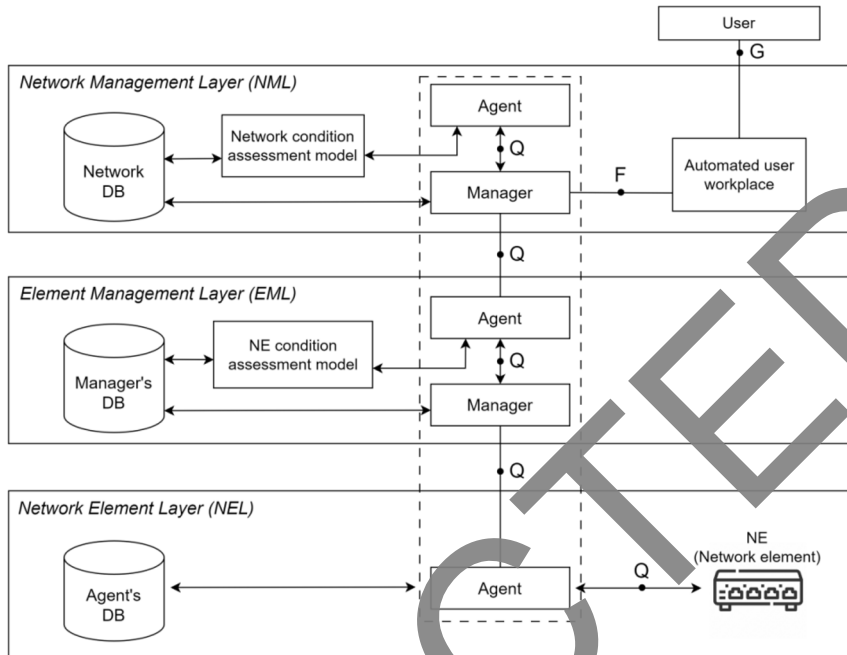 User
G
Network Management Layer (NML)
Agent
Network condition
assessment model
Q
Network
DB
Manager
F
Automated user
workplace
Q
Element Management Layer (EML)
Agent
NE condition
assessment model
Q
Manager's
DB
Manager
Q
Network Element Layer (NEL)
NE
(Network element)
Agent's
DB
Agent
Q
CTED